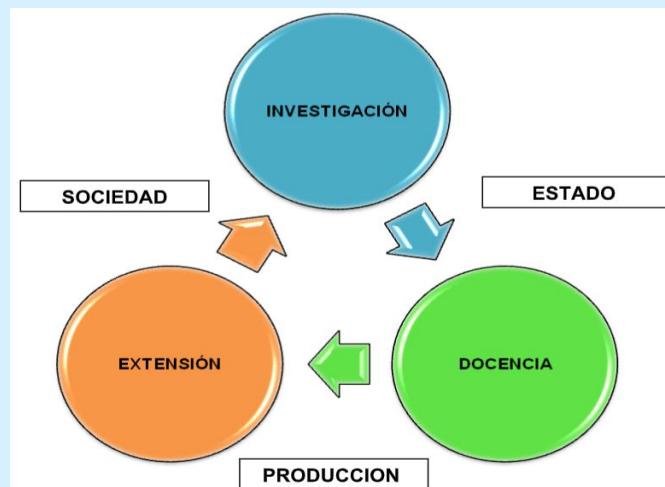 INVESTIGACIÓN
SOCIEDAD
ESTADO
EXTENSIÓN
DOCENCIA
PRODUCCION